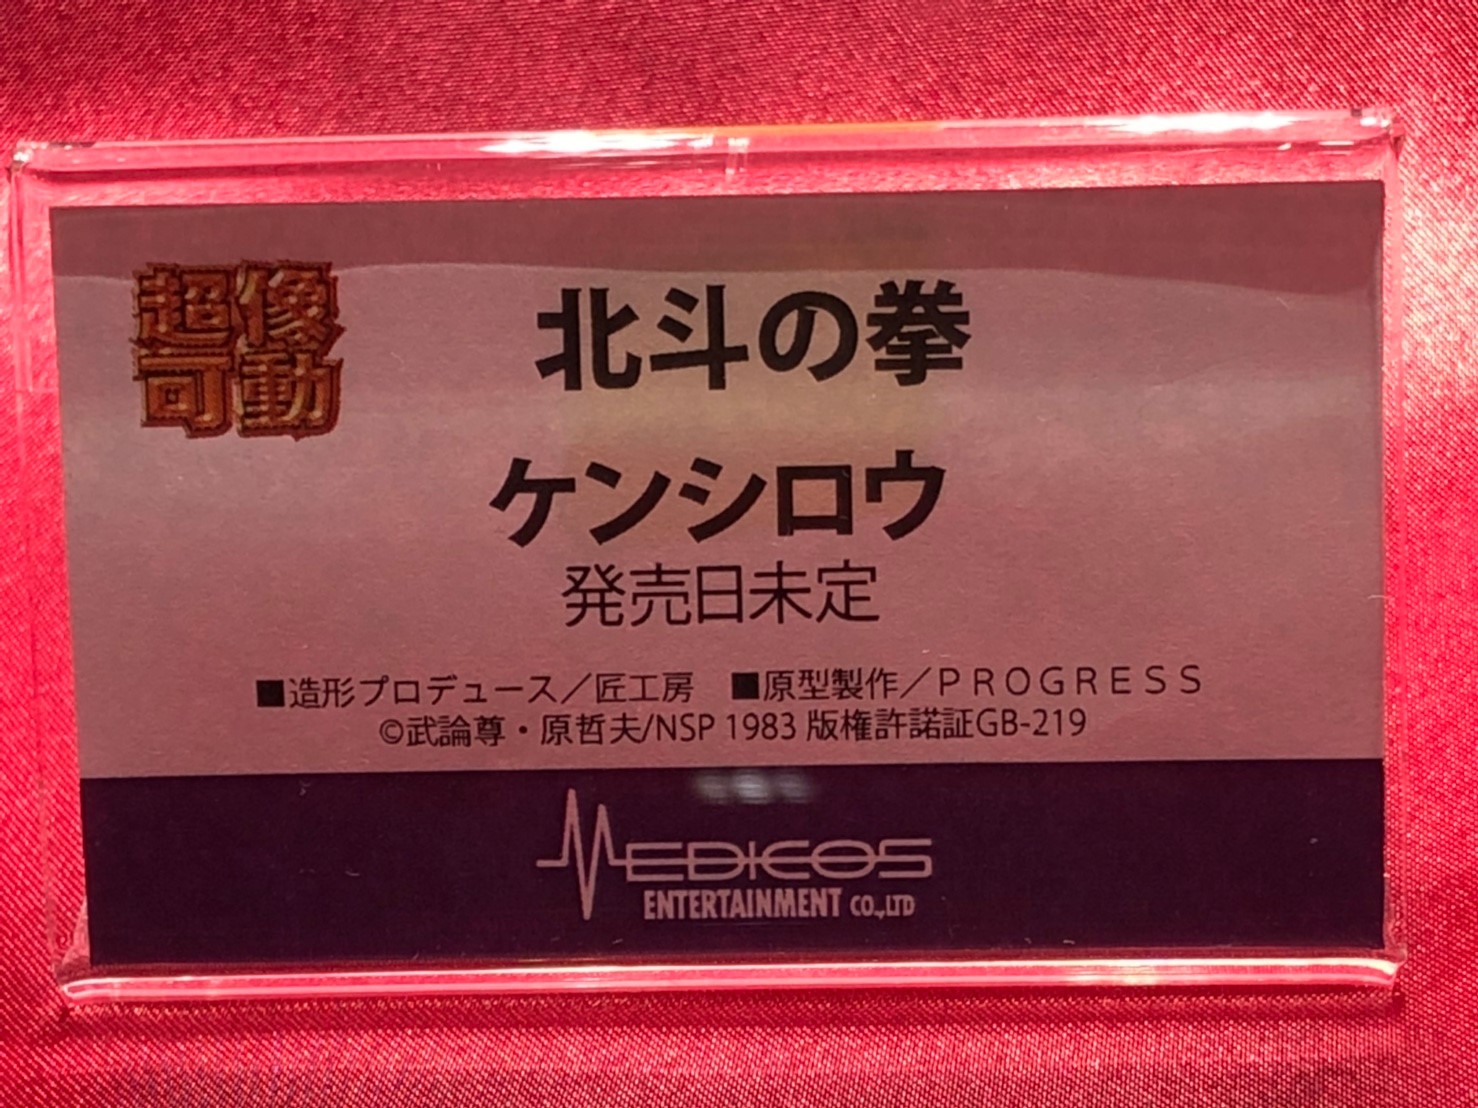 超像
可動
北斗の拳
ケンシロウ
発売日未定
■造形プロデュース／匠工房　■原型製作／ＰＲＯＧＲＥＳＳ
©武論尊・原哲夫/NSP 1983 版権許諾証GB-219
MEDICOS
ENTERTAINMENT CO.,LTD